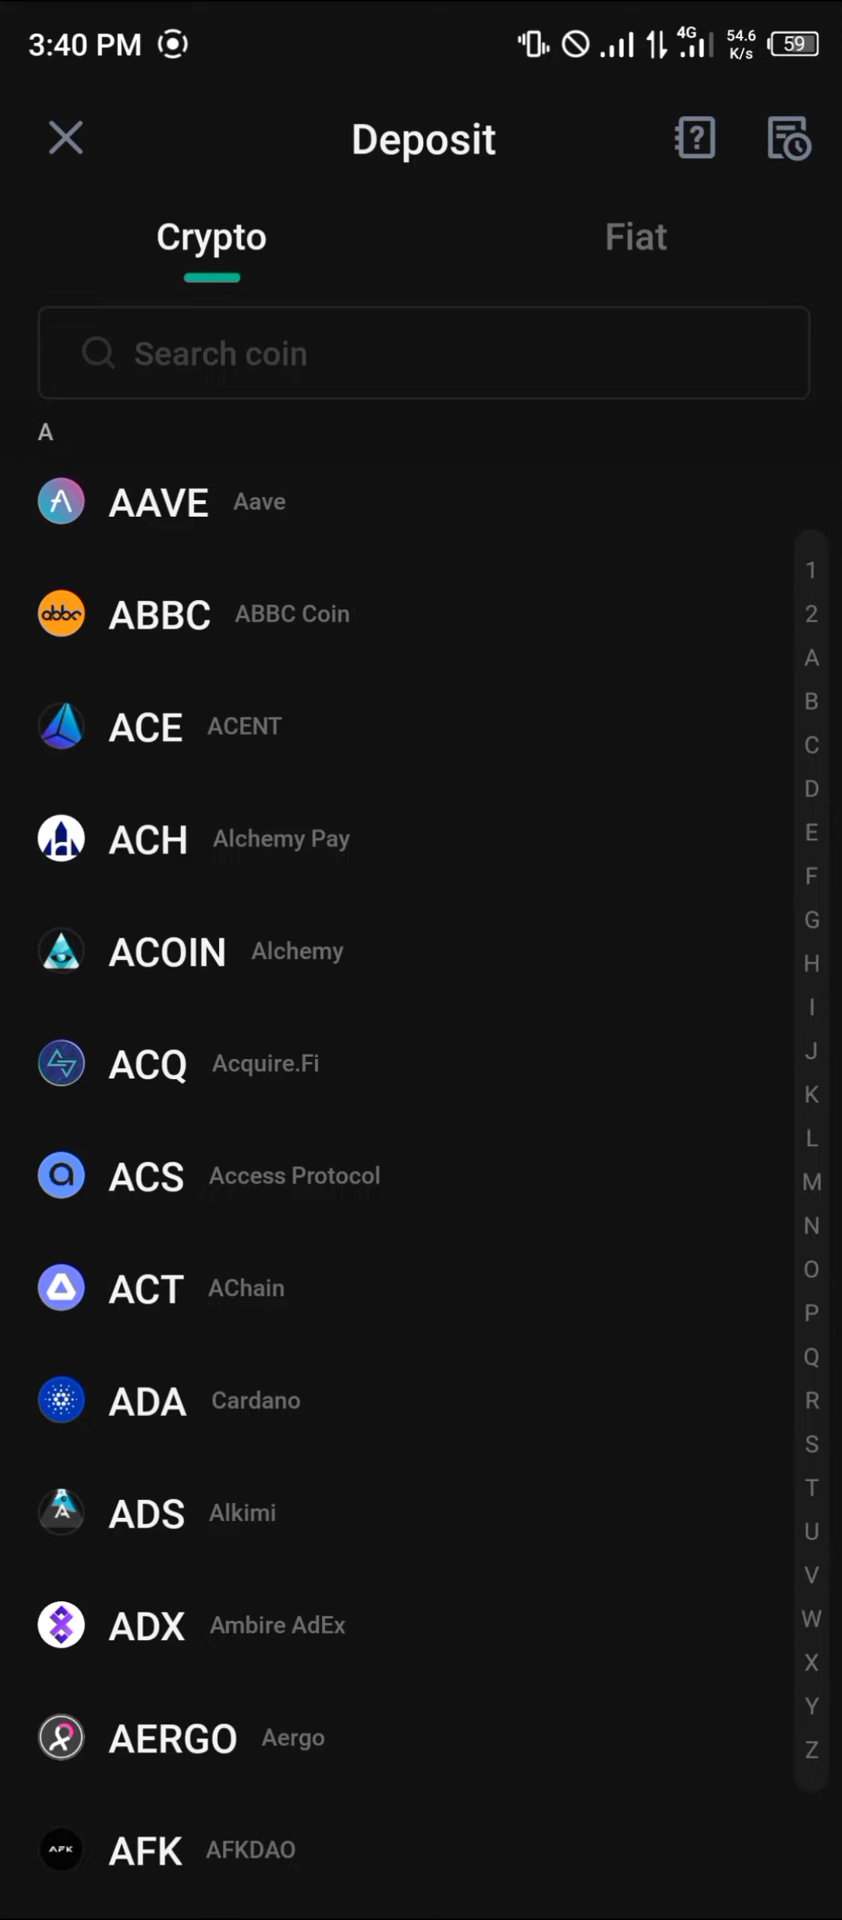 3:40 PM 4G 54.6 K/s 59
Deposit
Crypto Fiat
Search coin
A
AAVE Aave
abbc ABBC ABBC Coin
ACE ACENT
ACH Alchemy Pay
ACOIN Alchemy
ACQ Acquire.Fi
ACS Access Protocol
ACT AChain
ADA Cardano
ADS Alkimi
ADX Ambire AdEx
AERGO Aergo
AFK AFK AFKDAO
1
2
A
B
C
D
E
F
G
H
I
J
K
L
M
N
O
P
Q
R
S
T
U
V
W
X
Y
Z